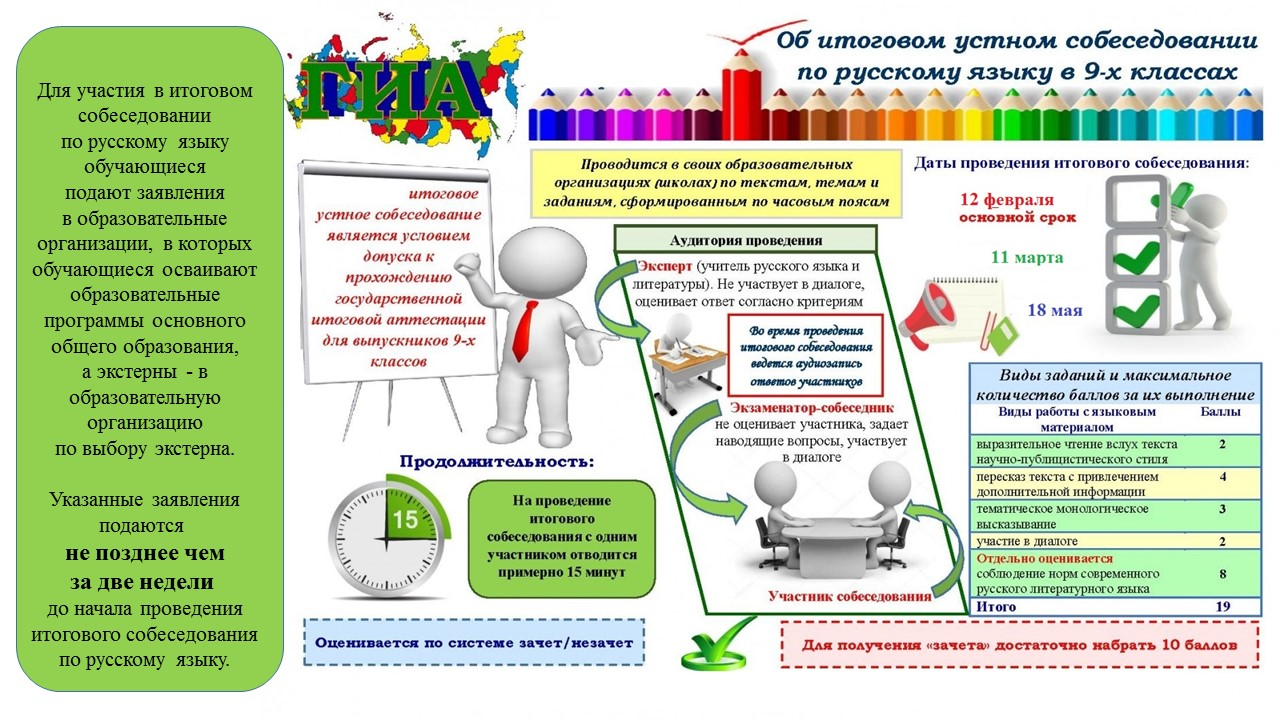 Для участия в итоговом
собеседовании
по русскому языку
обучающиеся
подают заявления
в образовательные
организации, в которых
обучающиеся осваивают
образовательные
программы основного
общего образования,
а экстерны - в
образовательную
организацию
по выбору экстерна.
Указанные заявления
подаются
не позднее чем
за две недели
до начала проведения
итогового собеседования
по русскому языку.
ГИА
Об итоговом устном собеседовании
по русскому языку в 9-х классах
итоговое
устное собеседование
является условием
допуска к
прохождению
государственной
итоговой аттестации
для выпускников 9-х
классов
Проводится в своих образовательных
организациях (школах) по текстам, темам и
заданиям, сформированным по часовым поясам
Даты проведения итогового собеседования:
12 февраля
основной срок
11 марта
18 мая
Аудитория проведения
Эксперт (учитель русского языка и
литературы). Не участвует в диалоге,
оценивает ответ согласно критериям
Во время проведения
итогового собеседования
ведется аудиозапись
ответов участников
Экзаменатор-собеседник
не оценивает участника, задает
наводящие вопросы, участвует
в диалоге
Участник собеседования
Продолжительность:
15
На проведение
итогового
собеседования с одним
участником отводится
примерно 15 минут
Виды заданий и максимальное
количество баллов за их выполнение
Виды работы с языковым Баллы
материалом
выразительное чтение вслух текста 2
научно-публицистического стиля
пересказ текста с привлечением 4
дополнительной информации
тематическое монологическое 3
высказывание
участие в диалоге 2
Отдельно оценивается
соблюдение норм современного 8
русского литературного языка
Итого 19
Оценивается по системе зачет/незачет
Для получения «зачета» достаточно набрать 10 баллов